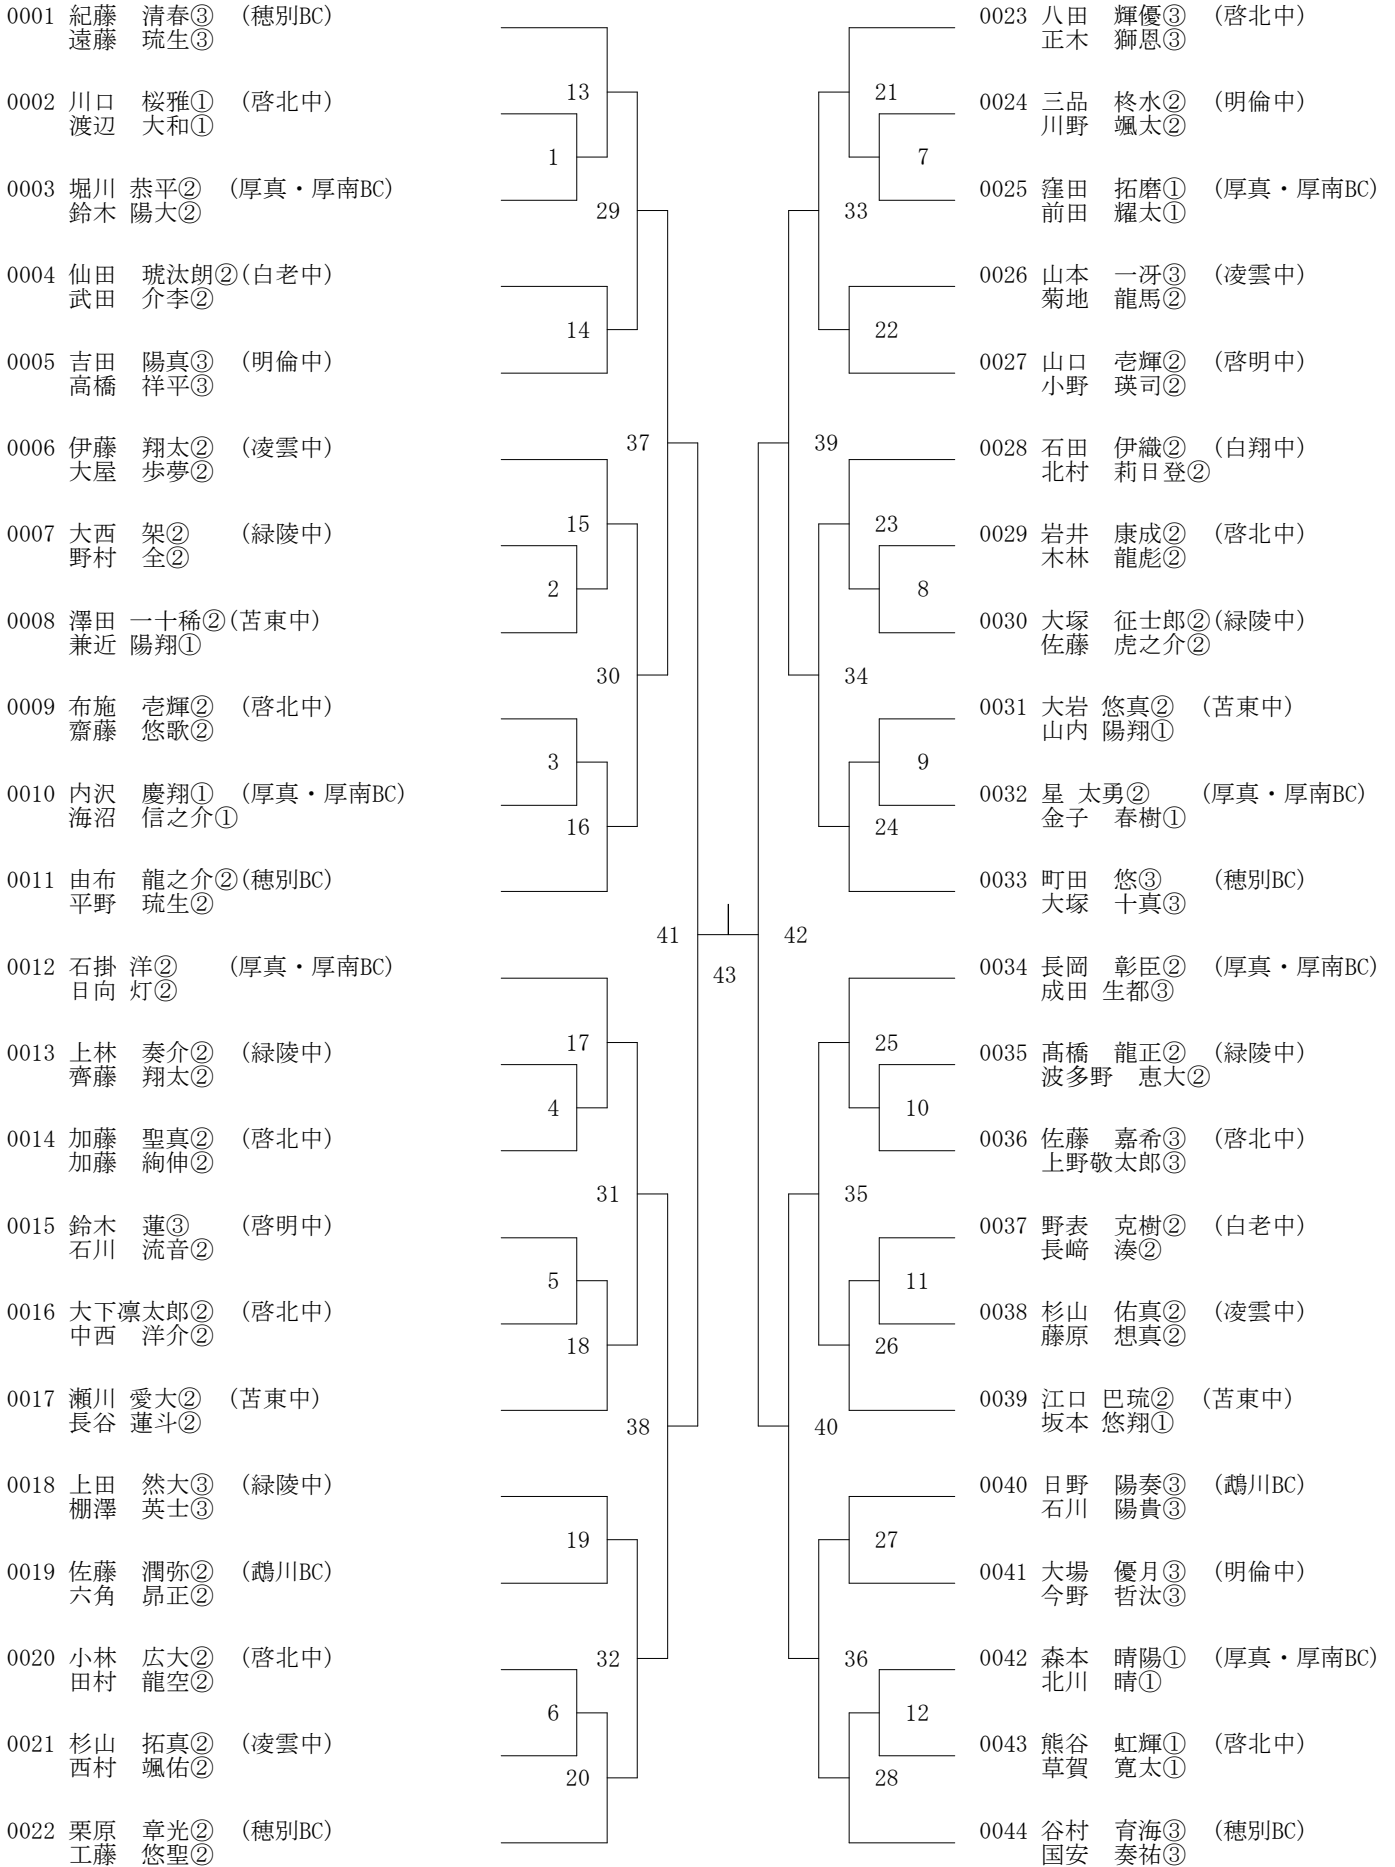 0001 紀藤　清春③　(穂別BC)
遠藤　琉生③
0002 川口　桜雅①　(啓北中)
渡辺　大和①
0003 堀川 恭平②　(厚真・厚南BC)
鈴木 陽大②
0004 仙田　琥汰朗②(白老中)
武田　介李②
0005 吉田　陽真③　(明倫中)
高橋　祥平③
0006 伊藤　翔太②　(凌雲中)
大屋　歩夢②
0007 大西　架②　　(緑陵中)
野村　全②
0008 澤田 一十稀②(苫東中)
兼近 陽翔①
0009 布施　壱輝②　(啓北中)
齋藤　悠歌②
0010 内沢　慶翔①　(厚真・厚南BC)
海沼　信之介①
0011 由布　龍之介②(穂別BC)
平野　琉生②
0012 石掛 洋②　　(厚真・厚南BC)
日向 灯②
0013 上林　奏介②　(緑陵中)
齊藤　翔太②
0014 加藤　聖真②　(啓北中)
加藤　絢伸②
0015 鈴木　蓮③　　(啓明中)
石川　流音②
0016 大下凛太郎②　(啓北中)
中西　洋介②
0017 瀬川 愛大②　(苫東中)
長谷 蓮斗②
0018 上田　然大③　(緑陵中)
棚澤　英士③
0019 佐藤　潤弥②　(鵡川BC)
六角　昴正②
0020 小林　広大②　(啓北中)
田村　龍空②
0021 杉山　拓真②　(凌雲中)
西村　颯佑②
0022 栗原　章光②　(穂別BC)
工藤　悠聖②
13
1
29
14
37
15
2
30
3
16
41
17
4
31
5
18
38
19
32
6
20
43
21
7
33
22
39
23
8
34
9
24
42
25
10
35
11
26
40
27
36
12
28
0023 八田　輝優③　(啓北中)
正木　獅恩③
0024 三品　柊水②　(明倫中)
川野　颯太②
0025 窪田　拓磨①　(厚真・厚南BC)
前田　耀太①
0026 山本　一冴③　(凌雲中)
菊地　龍馬②
0027 山口　壱輝②　(啓明中)
小野　瑛司②
0028 石田　伊織②　(白翔中)
北村　莉日登②
0029 岩井　康成②　(啓北中)
木林　龍彪②
0030 大塚　征士郎②(緑陵中)
佐藤　虎之介②
0031 大岩 悠真②　(苫東中)
山内 陽翔①
0032 星 太勇②　　(厚真・厚南BC)
金子　春樹①
0033 町田　悠③　　(穂別BC)
大塚　十真③
0034 長岡　彰臣②　(厚真・厚南BC)
成田 生都③
0035 髙橋　龍正②　(緑陵中)
波多野　恵大②
0036 佐藤　嘉希③　(啓北中)
上野敬太郎③
0037 野表　克樹②　(白老中)
長﨑　湊②
0038 杉山　佑真②　(凌雲中)
藤原　想真②
0039 江口 巴琉②　(苫東中)
坂本 悠翔①
0040 日野　陽奏③　(鵡川BC)
石川　陽貴③
0041 大場　優月③　(明倫中)
今野　哲汰③
0042 森本　晴陽①　(厚真・厚南BC)
北川　晴①
0043 熊谷　虹輝①　(啓北中)
草賀　寛太①
0044 谷村　育海③　(穂別BC)
国安　奏祐③